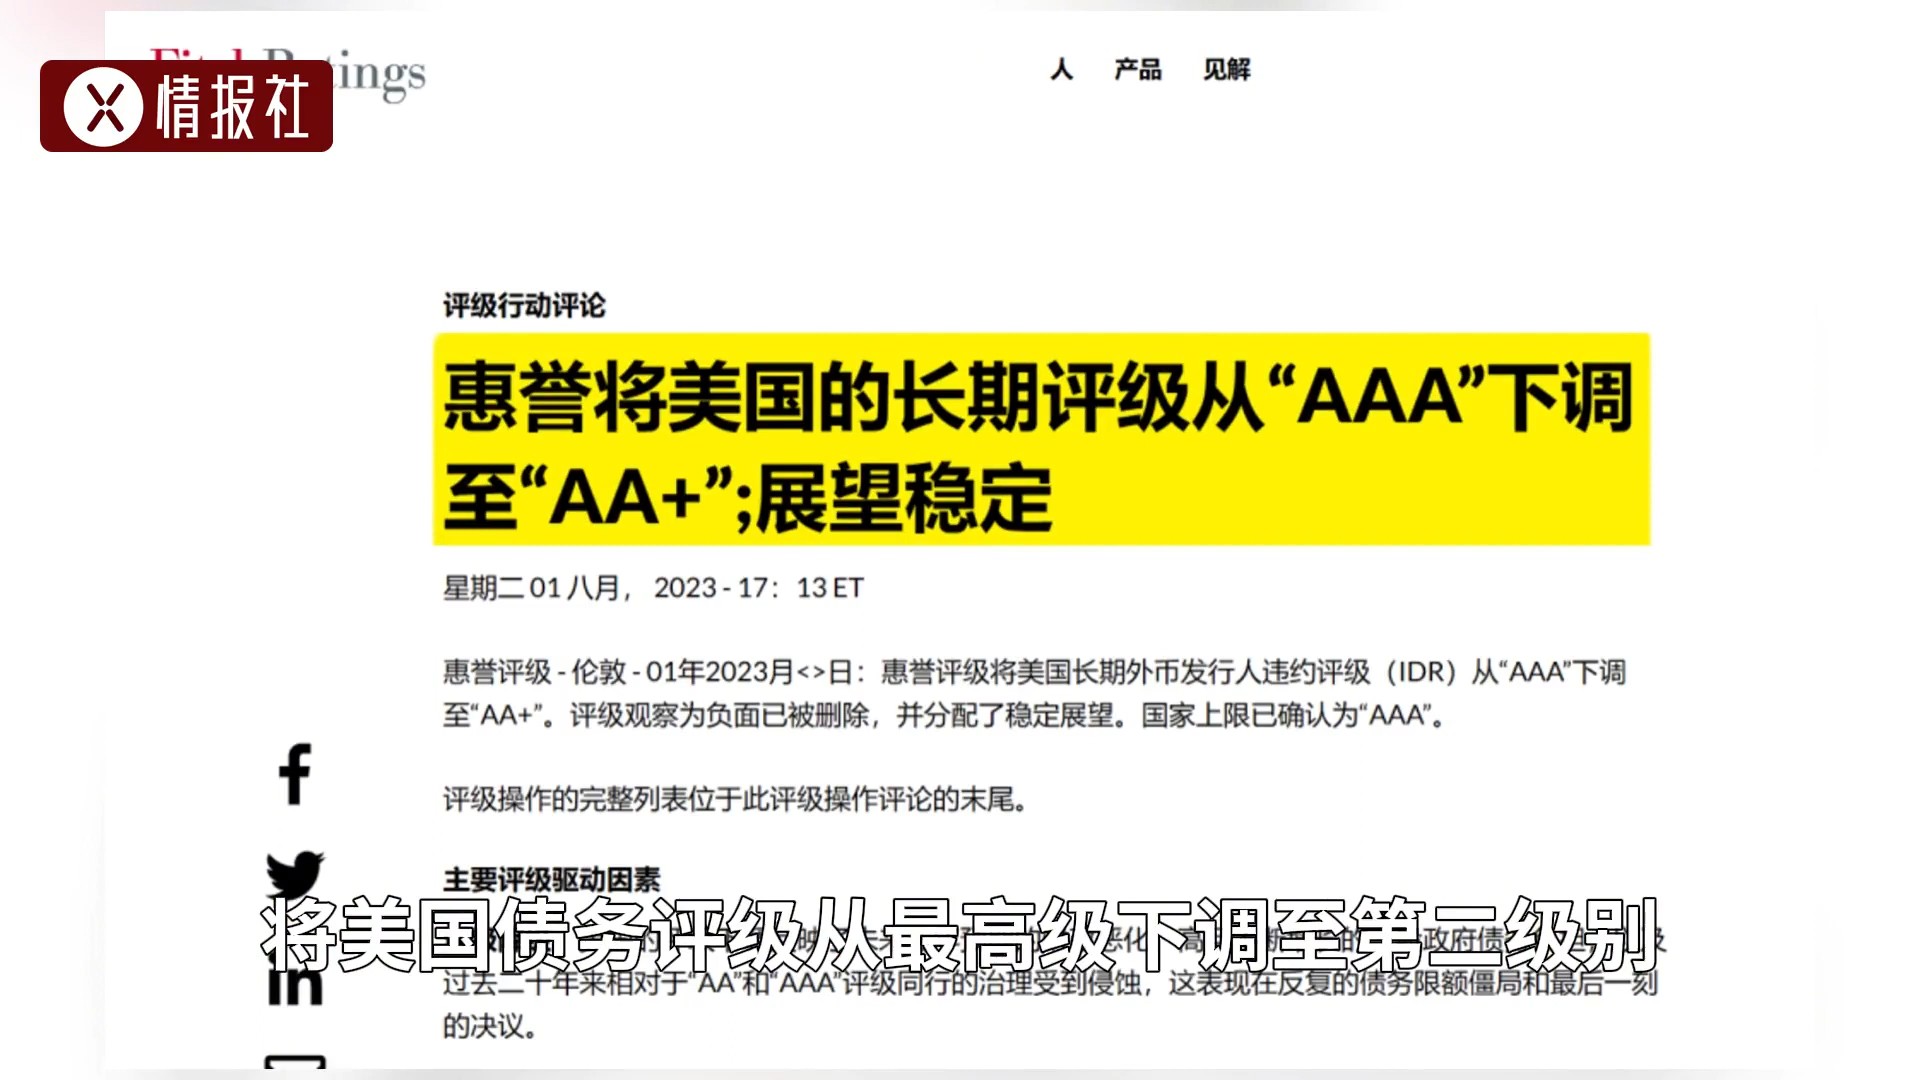 tings
情报社
人 产品 见解
评级行动评论
惠誉将美国的长期评级从“AAA”下调
至“AA+”;展望稳定
星期二 01 八月， 2023 - 17：13 ET
惠誉评级 - 伦敦 - 01年2023月<>日：惠誉评级将美国长期外币发行人违约评级（IDR）从“AAA”下调
至“AA+”。评级观察为负面已被删除，并分配了稳定展望。国家上限已确认为“AAA”。
评级操作的完整列表位于此评级操作评论的末尾。
主要评级驱动因素
将美国债务评级从最高级下调至第二级别
过去二十年来相对于“AA”和“AAA”评级同行的治理受到侵蚀，这表现在反复的债务限额僵局和最后一刻
的决议。